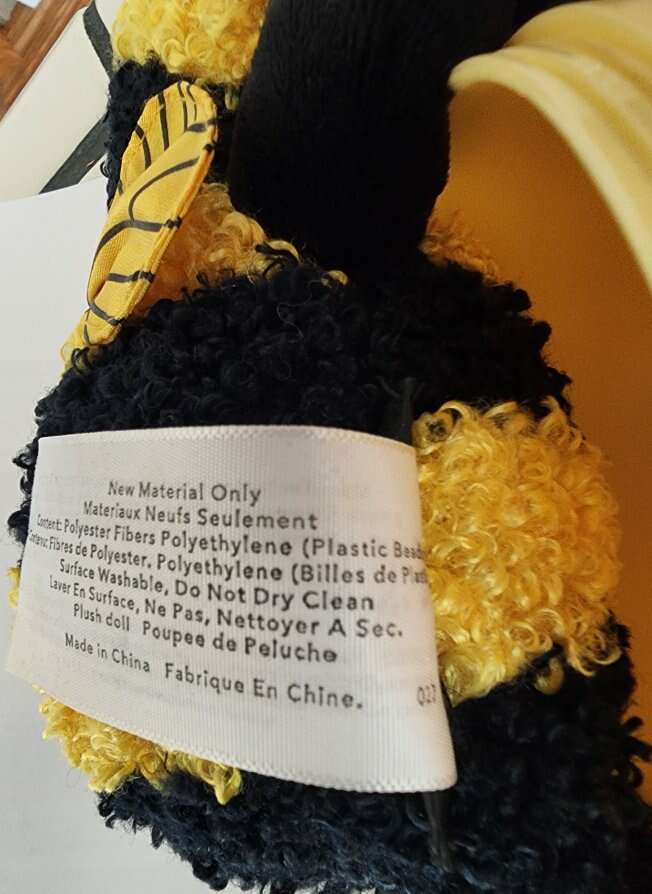 New Material Only
Materiaux Neufs Seulement
Content: Polyester Fibers Polyethylene (Plastic Bead
Contenu: Fibres de Polyester. Polyethylene (Billes de Plast
Surface Washable, Do Not Dry Clean
Laver En Surface, Ne Pas, Nettoyer A Sec.
Plush doll Poupee de Peluche
Made in China Fabrique En Chine.